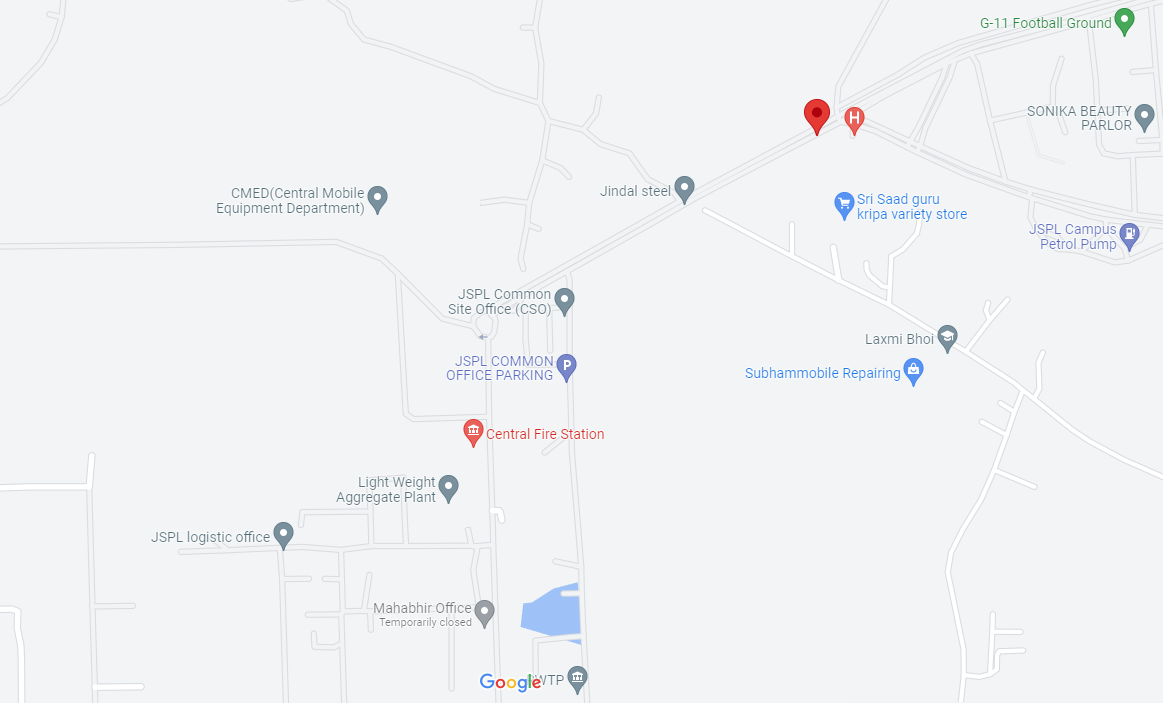 G-11 Football Ground
SONIKA BEAUTY
PARLOR
H
CMED(Central Mobile
Equipment Department)
Jindal steel
Sri Saad guru
kripa variety store
JSPL Campus
Petrol Pump
JSPL Common
Site Office (CSO)
Laxmi Bhoi
JSPL COMMON
OFFICE PARKING
P
Subhammobile Repairing
Central Fire Station
Light Weight
Aggregate Plant
JSPL logistic office
Mahabhir Office
Temporarily closed
Google
WTP